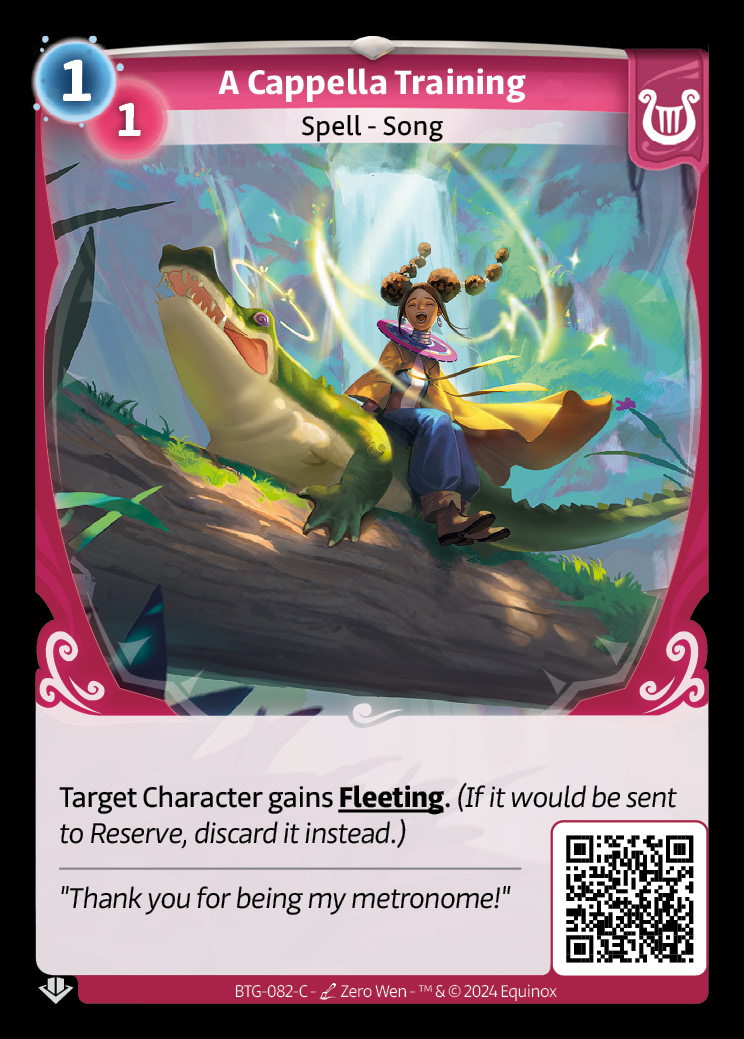 1
A Cappella Training
1
Spell - Song
Target Character gains Fleeting. (If it would be sent
to Reserve, discard it instead.)
"Thank you for being my metronome!"
BTG-082-C - Zero Wen - ™ & © 2024 Equinox